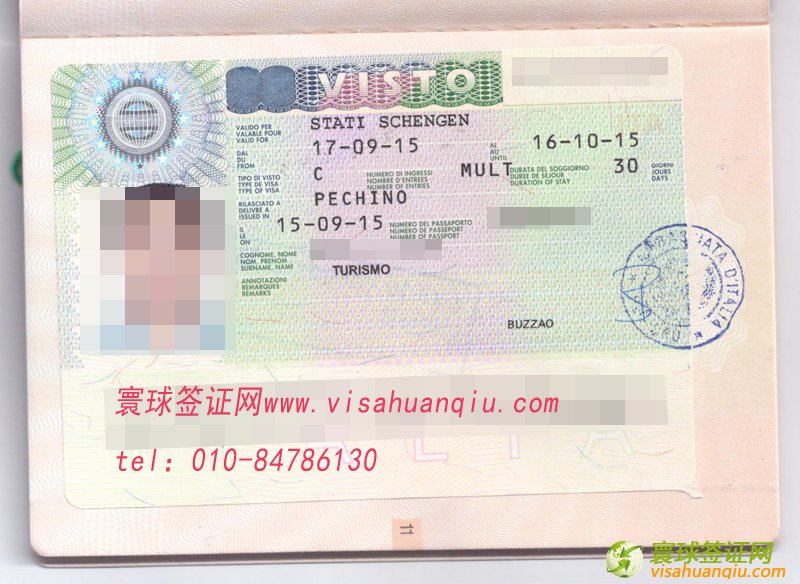 VISTO
VALIDO PER
VALABLE POUR
VALID FOR
STATI SCHENGEN
DAL
DU
FROM
17-09-15
AL
AU
UNTIL
16-10-15
TIPO DI VISTO
TYPE DE VISA
TYPE OF VISA
C
NUMERO DI INGRESSI
NOMBRE D'ENTREES
NUMBER OF ENTRIES
MULT
DURATA DEL SOGGIORNO
DUREE DE SEJOUR
DURATION OF STAY
30
GIORNI
JOURS
DAYS
RILASCIATO A
DELIVRE A
ISSUED IN
PECHINO
IL
LE
ON
15-09-15
NUMERO DEL PASSAPORTO
NUMERO DE PASSEPORT
NUMBER OF PASSPORT
COGNOME, NOME
NOM, PRENOM
SURNAME, NAME
TURISMO
ANNOTAZIONI
REMARQUES
REMARKS
BUZZAO
AMBASCIATA D'ITALIA
寰球签证网www.visahuanqiu.com
tel：010-84786130
11
寰球签证网
visahuanqiu.com